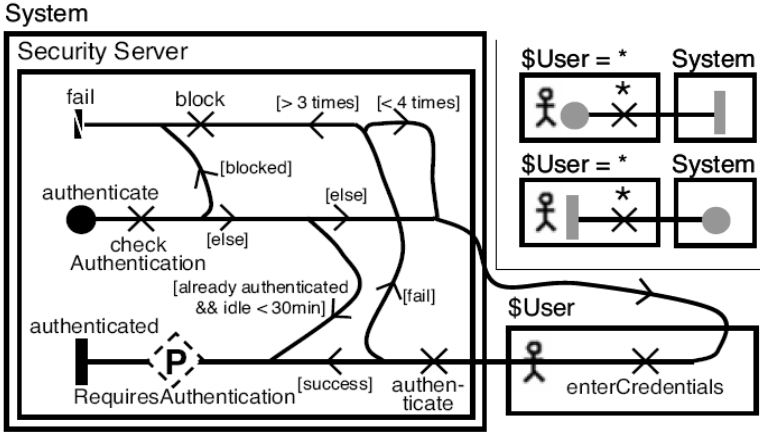 System
Security Server
fail
block
[> 3 times]
[< 4 times]
[blocked]
authenticate
[else]
check
Authentication
[else]
[already authenticated
&& idle < 30min]
[fail]
authenticated
P
RequiresAuthentication
[success]
authen-
ticate
$User = *
System
*
$User = *
System
*
$User
enterCredentials